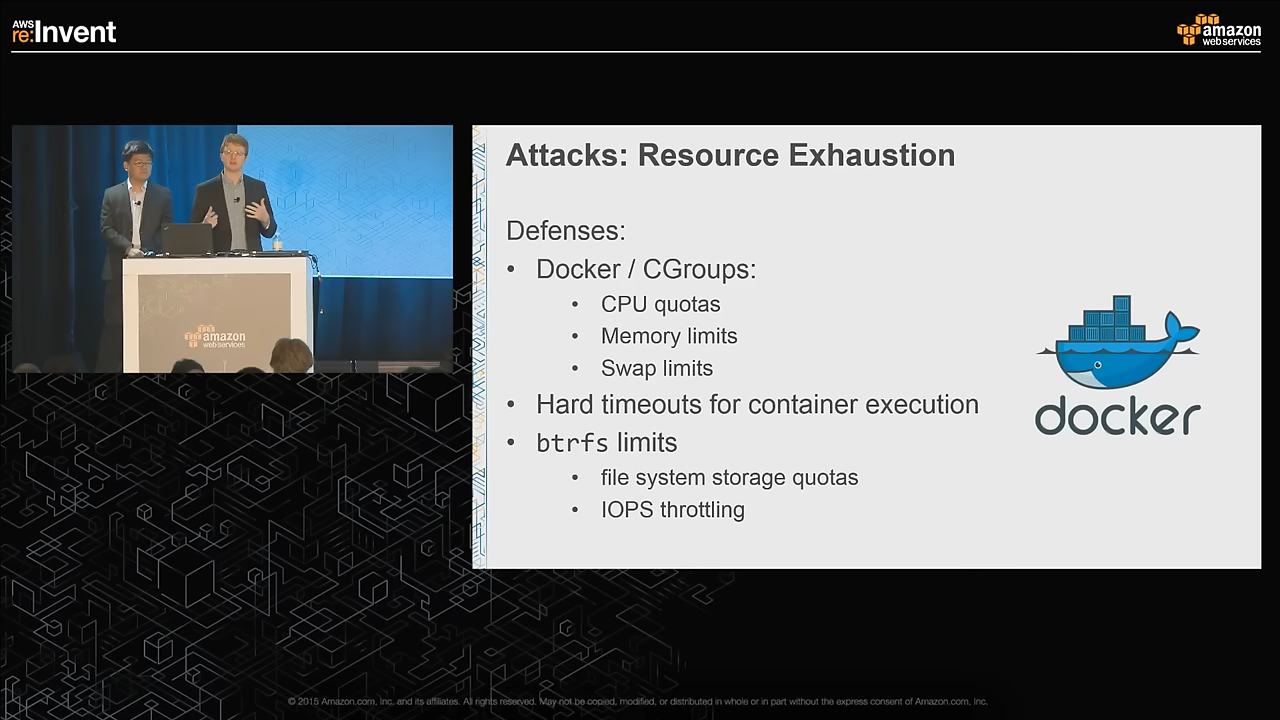 AWS
re:Invent
amazon
web services
Attacks: Resource Exhaustion
Defenses:
• Docker / CGroups:
• CPU quotas
• Memory limits
• Swap limits
• Hard timeouts for container execution
• btrfs limits
• file system storage quotas
• IOPS throttling
docker
amazon
web services
© 2015 Amazon.com, Inc. and its affiliates. All rights reserved. May not be copied, modified, or distributed in whole or in part without the express consent of Amazon.com, Inc.